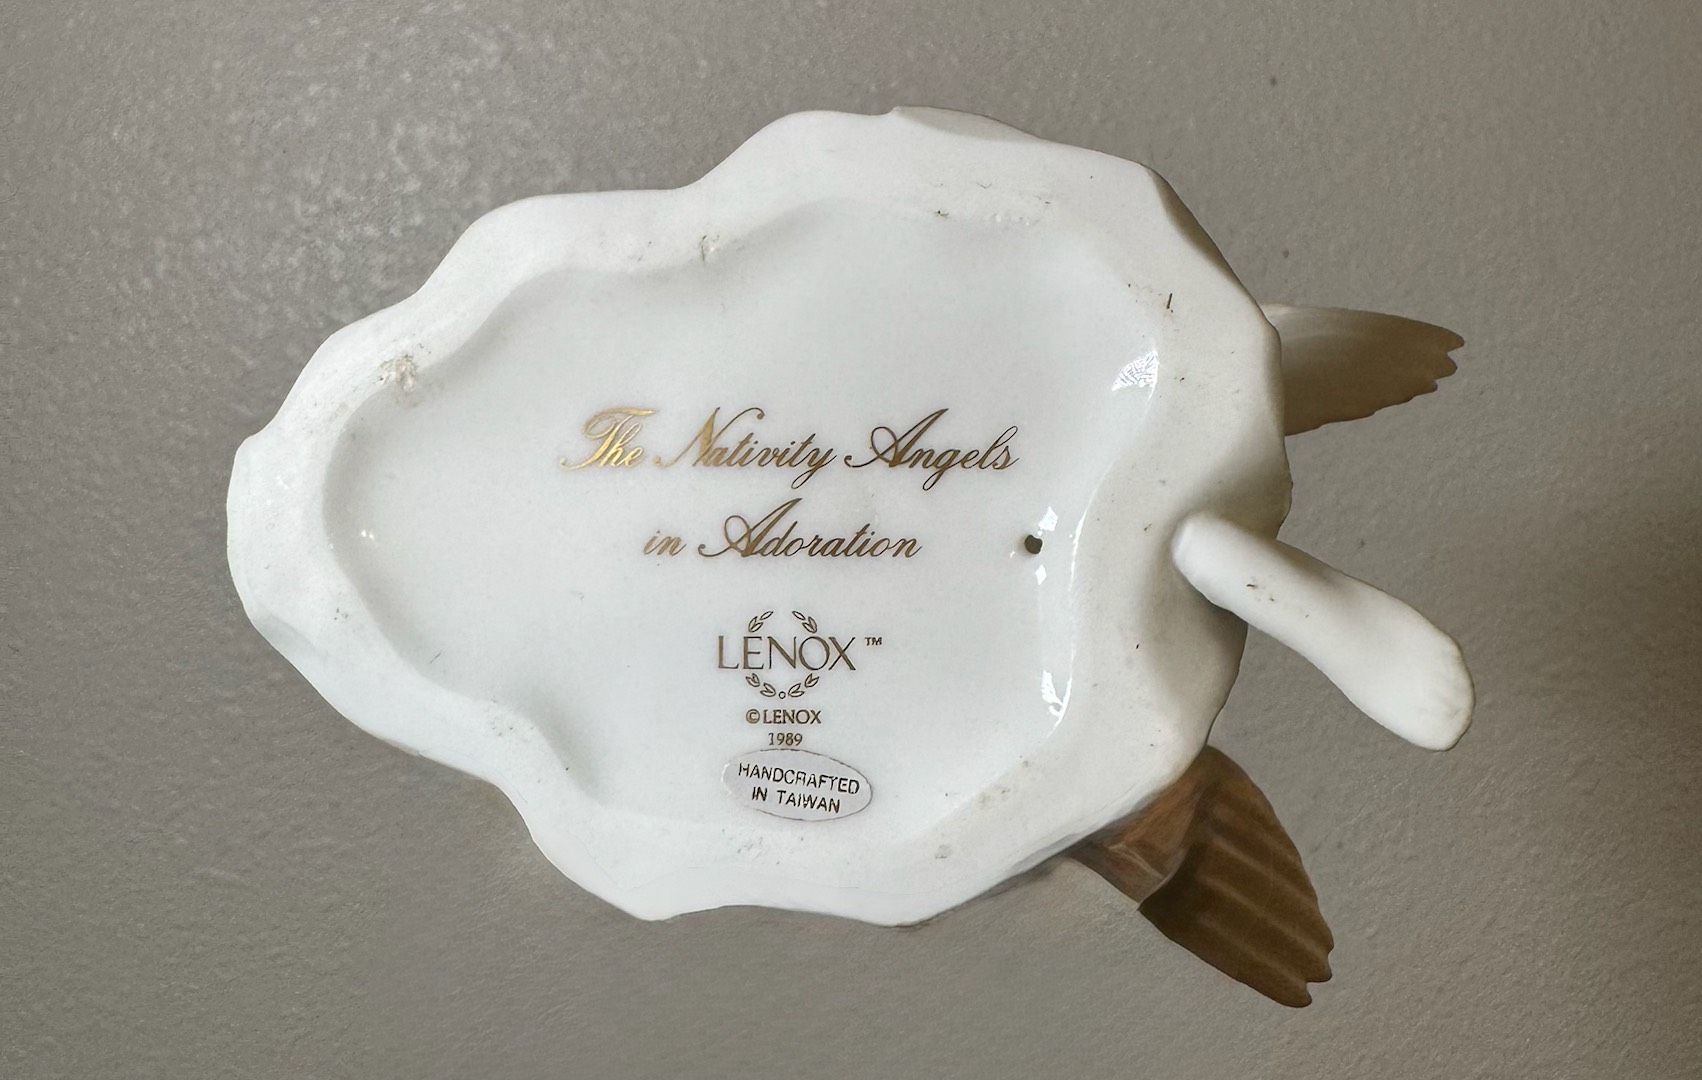 The Nativity Angels
in Adoration
LENOX™
©LENOX
1989
HANDCRAFTED
IN TAIWAN